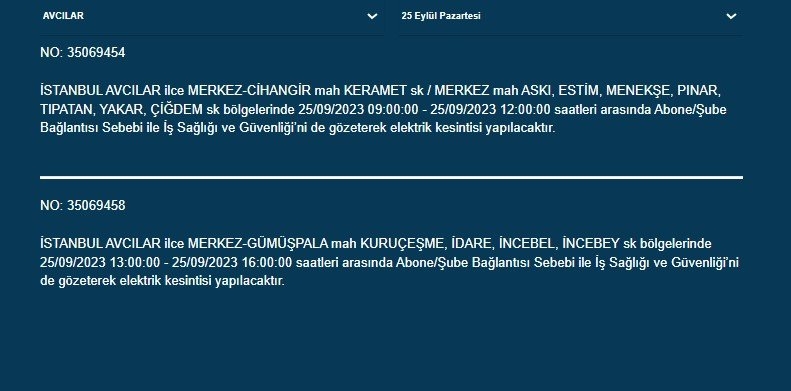 AVCILAR
25 Eylül Pazartesi
NO: 35069454
İSTANBUL AVCILAR ilce MERKEZ-CİHANGİR mah KERAMET sk / MERKEZ mah ASKI, ESTİM, MENEKŞE, PINAR,
TIPATAN, YAKAR, ÇİĞDEM sk bölgelerinde 25/09/2023 09:00:00 - 25/09/2023 12:00:00 saatleri arasında Abone/Şube
Bağlantısı Sebebi ile İş Sağlığı ve Güvenliği’ni de gözeterek elektrik kesintisi yapılacaktır.
NO: 35069458
İSTANBUL AVCILAR ilce MERKEZ-GÜMÜŞPALA mah KURUÇEŞME, İDARE, İNCEBEL, İNCEBEY sk bölgelerinde
25/09/2023 13:00:00 - 25/09/2023 16:00:00 saatleri arasında Abone/Şube Bağlantısı Sebebi ile İş Sağlığı ve Güvenliği’ni
de gözeterek elektrik kesintisi yapılacaktır.